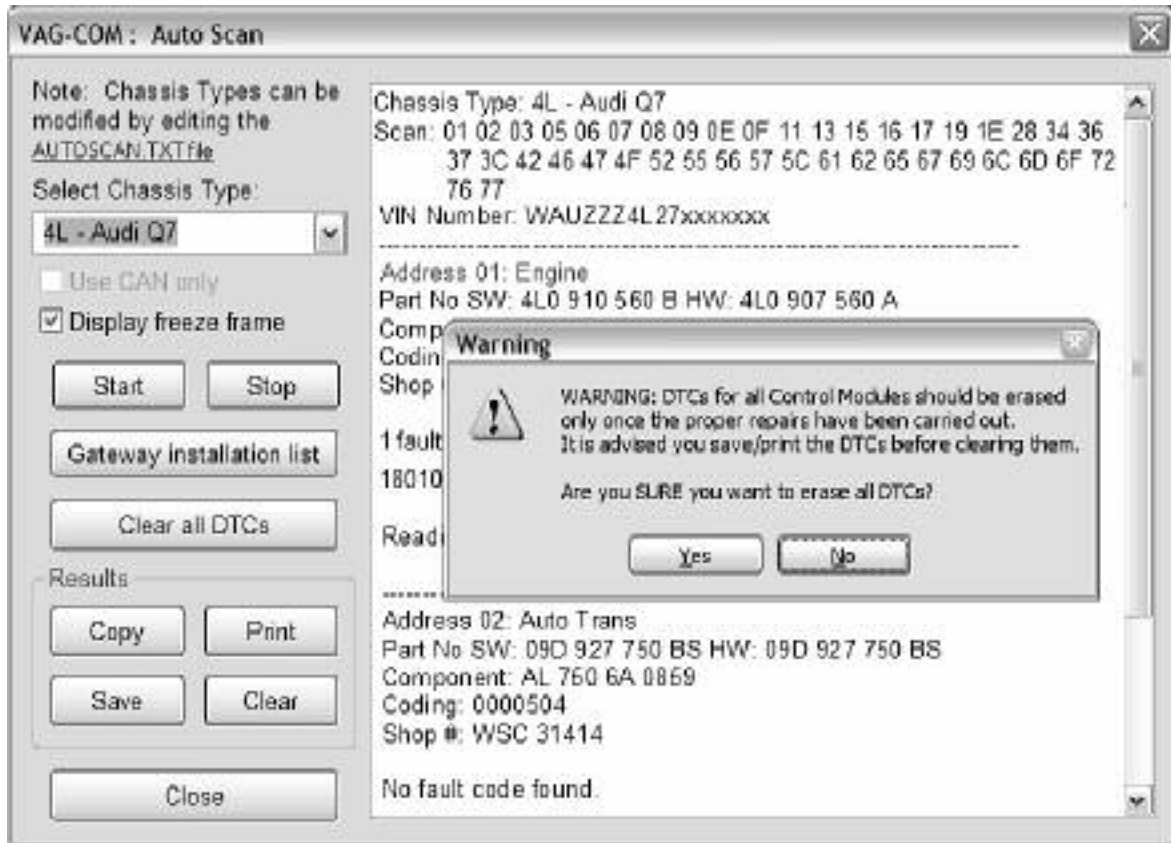 VAG-COM : Auto Scan
Note: Chassis Types can be
modified by editing the
AUTOSCAN.TXT file
Select Chassis Type:
4L - Audi Q7
Use CAN only
Display freeze frame
Start
Stop
Gateway installation list
Clear all DTCs
Results
Copy
Print
Save
Clear
Close
Chassis Type: 4L - Audi Q7
Scan: 01 02 03 05 06 07 08 09 0E 0F 11 13 15 16 17 19 1E 28 34 36
37 3C 42 46 47 4F 52 55 56 57 5C 61 62 65 67 69 6C 6D 6F 72
76 77
VIN Number: WAUZZZ4L27xxxxxxx
Address 01: Engine
Part No SW: 4L0 910 560 B HW: 4L0 907 560 A
Comp
Codin
Shop
1 fault
18010
Readi
Warning
WARNING: DTCs for all Control Modules should be erased
only once the proper repairs have been carried out.
It is advised you save/print the DTCs before clearing them.
Are you SURE you want to erase all DTCs?
Yes
No
Address 02: Auto Trans
Part No SW: 09D 927 750 BS HW: 09D 927 750 BS
Component: AL 750 6A 0869
Coding: 0000504
Shop #: WSC 31414
No fault code found.